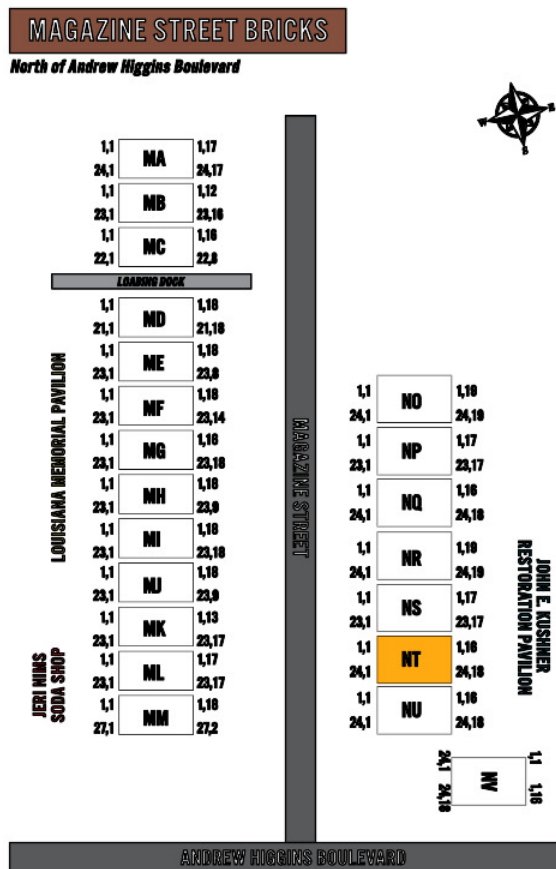 MAGAZINE STREET BRICKS
North of Andrew Higgins Boulevard
N
W
E
S
1,1 MA 1,17
24,1 24,17
1,1 MB 1,12
23,1 23,16
1,1 MC 1,16
22,1 22,8
LOADING DOCK
1,1 MD 1,18
21,1 21,18
1,1 ME 1,18
23,1 23,8
1,1 MF 1,18
23,1 23,14
1,1 MG 1,16
23,1 23,18
1,1 MH 1,18
23,1 23,9
1,1 MI 1,18
23,1 23,18
1,1 MJ 1,18
23,1 23,9
1,1 MK 1,13
23,1 23,17
1,1 ML 1,17
23,1 23,17
1,1 MM 1,18
27,1 27,2
LOUISIANA MEMORIAL PAVILION
JERI NIMS
SODA SHOP
MAGAZINE STREET
1,1 NO 1,19
24,1 24,19
1,1 NP 1,17
23,1 23,17
1,1 NQ 1,16
24,1 24,18
1,1 NR 1,19
24,1 24,19
1,1 NS 1,17
23,1 23,17
1,1 NT 1,16
24,1 24,18
1,1 NU 1,16
24,1 24,18
JOHN E. KUSHNER
RESTORATION PAVILION
1,1 NV 1,16
24,1 24,18
ANDREW HIGGINS BOULEVARD